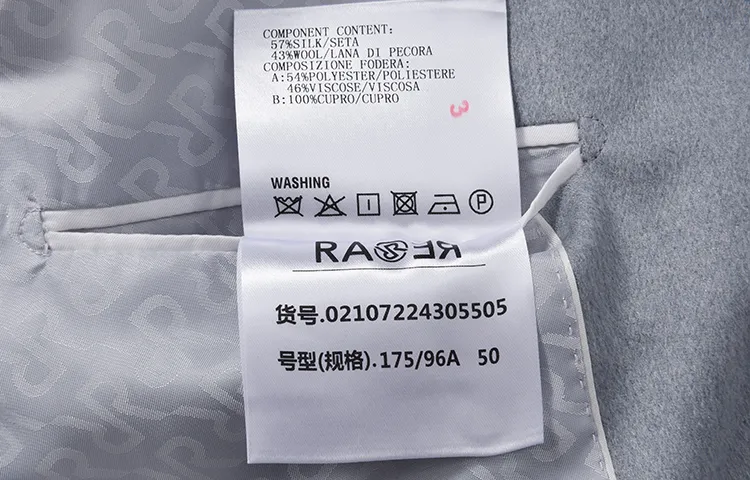 COMPONENT CONTENT:
57%SILK/SETA
43%WOOL/LANA DI PECORA
COMPOSIZIONE FODERA:
A:54%POLYESTER/POLIESTERE
46%VISCOSE/VISCOSA
B:100%CUPRO/CUPRO
3
WASHING
P
货号.02107224305505
号型(规格).175/96A 50